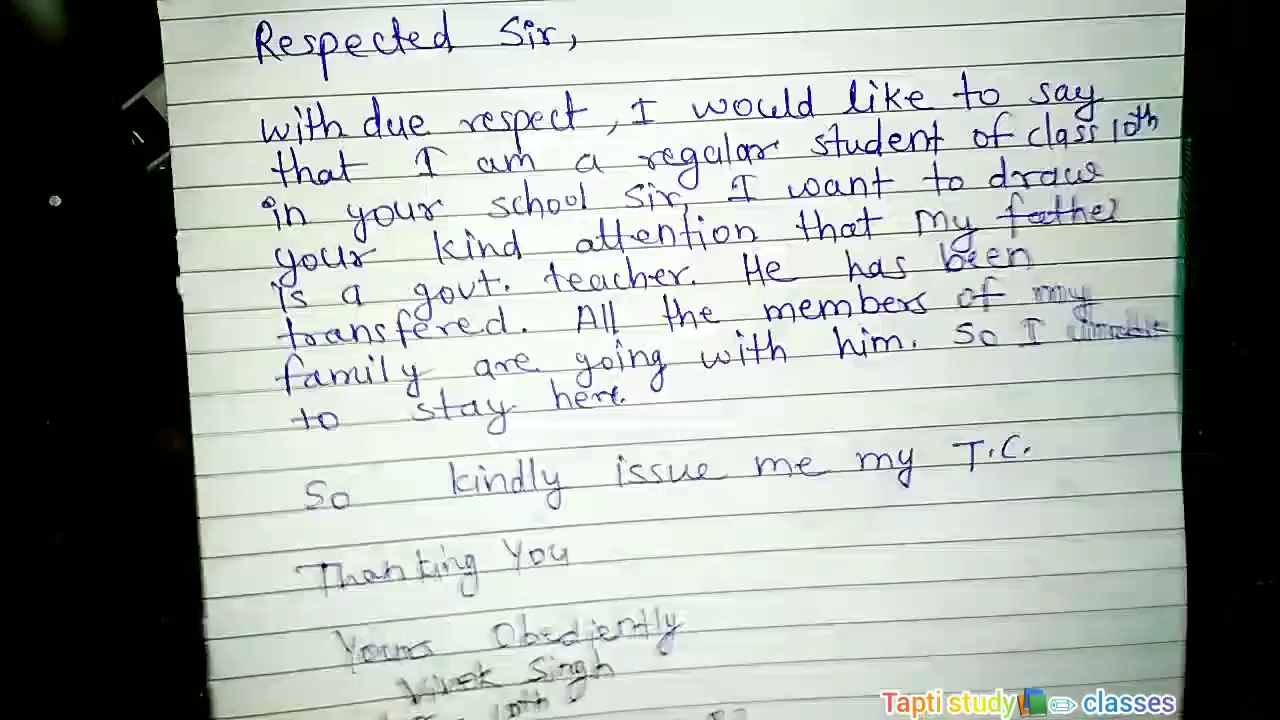 Respected Sir,
with due respect, I would like to say
that I am a regular student of class 10th
in your school Sir, I want to draw
your kind attention that my father
is a govt. teacher. He has been
transfered. All the members of my
family are going with him. So I
to stay here.
So kindly issue me my T.C.
Thanking You
Yours Obediently
Singh
10th
Tapti study classes